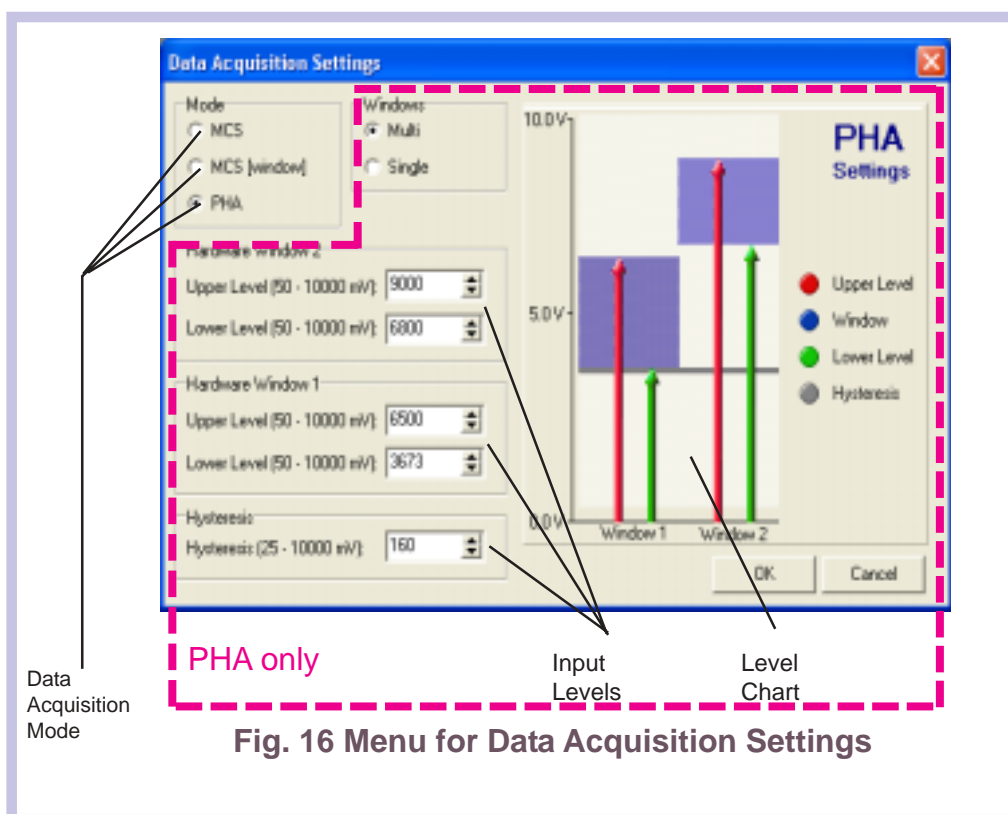 Data Acquisition Settings
Mode
MCS
MCS [window]
PHA
Windows
Multi
Single
Hardware Window 2
Upper Level (50 - 10000 mV): 9000
Lower Level (50 - 10000 mV): 6800
Hardware Window 1
Upper Level (50 - 10000 mV): 6500
Lower Level (50 - 10000 mV): 3673
Hysteresis
Hysteresis (25 - 10000 mV): 160
10.0 V
5.0 V
0.0 V
Window 1
Window 2
PHA
Settings
Upper Level
Window
Lower Level
Hysteresis
OK
Cancel
PHA only
Data
Acquisition
Mode
Input
Levels
Level
Chart
Fig. 16 Menu for Data Acquisition Settings